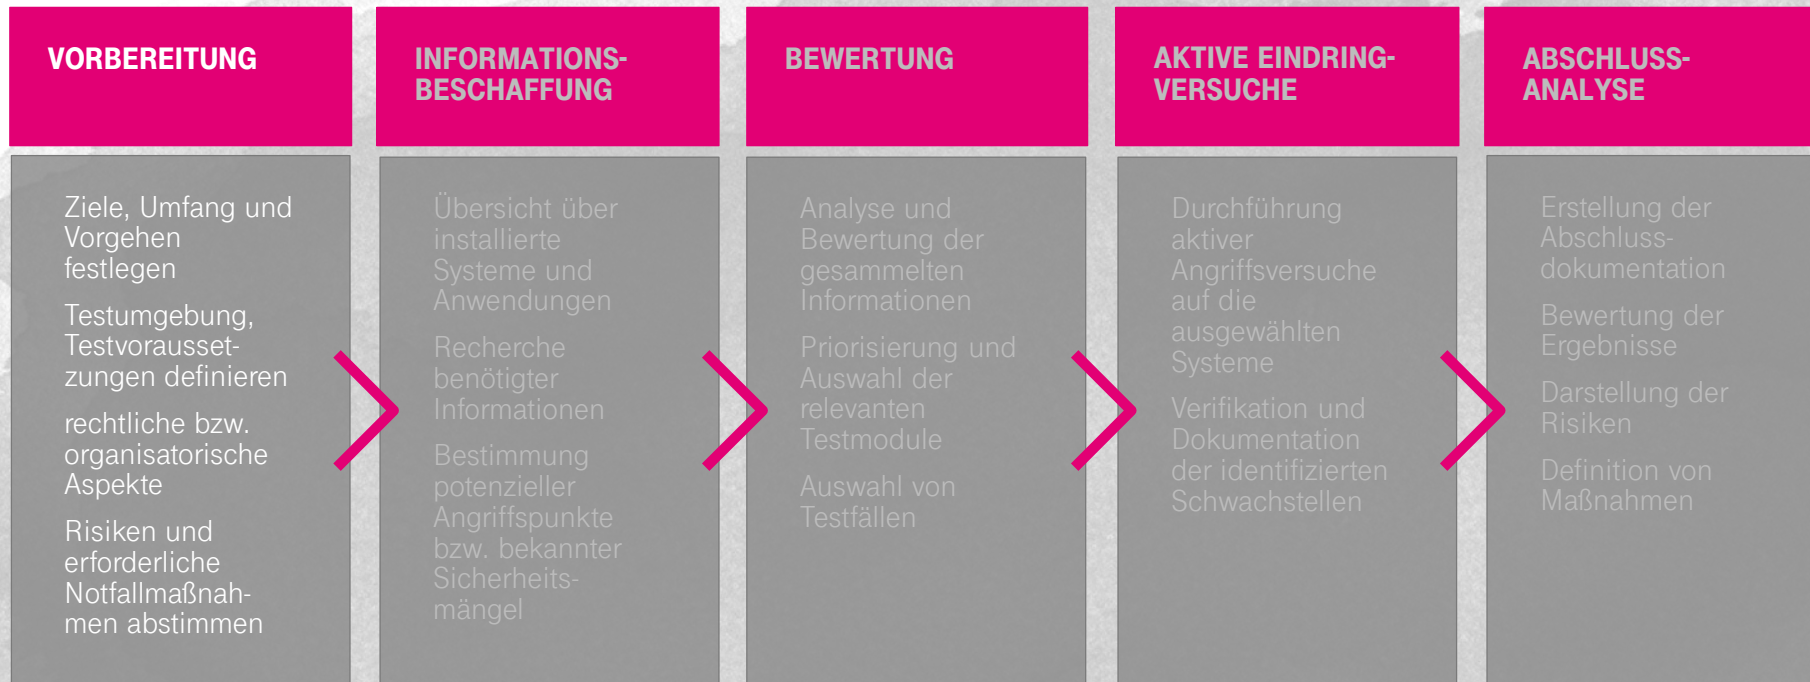 VORBEREITUNG
Ziele, Umfang und
Vorgehen
festlegen
Testumgebung,
Testvorausset-
zungen definieren
rechtliche bzw.
organisatorische
Aspekte
Risiken und
erforderliche
Notfallmaßnah-
men abstimmen
INFORMATIONS-
BESCHAFFUNG
Übersicht über
installierte
Systeme und
Anwendungen
Recherche
benötigter
Informationen
Bestimmung
potenzieller
Angriffspunkte
bzw. bekannter
Sicherheits-
mängel
BEWERTUNG
Analyse und
Bewertung der
gesammelten
Informationen
Priorisierung und
Auswahl der
relevanten
Testmodule
Auswahl von
Testfällen
AKTIVE EINDRING-
VERSUCHE
Durchführung
aktiver
Angriffsversuche
auf die
ausgewählten
Systeme
Verifikation und
Dokumentation
der identifizierten
Schwachstellen
ABSCHLUSS-
ANALYSE
Erstellung der
Abschluss-
dokumentation
Bewertung der
Ergebnisse
Darstellung der
Risiken
Definition von
Maßnahmen